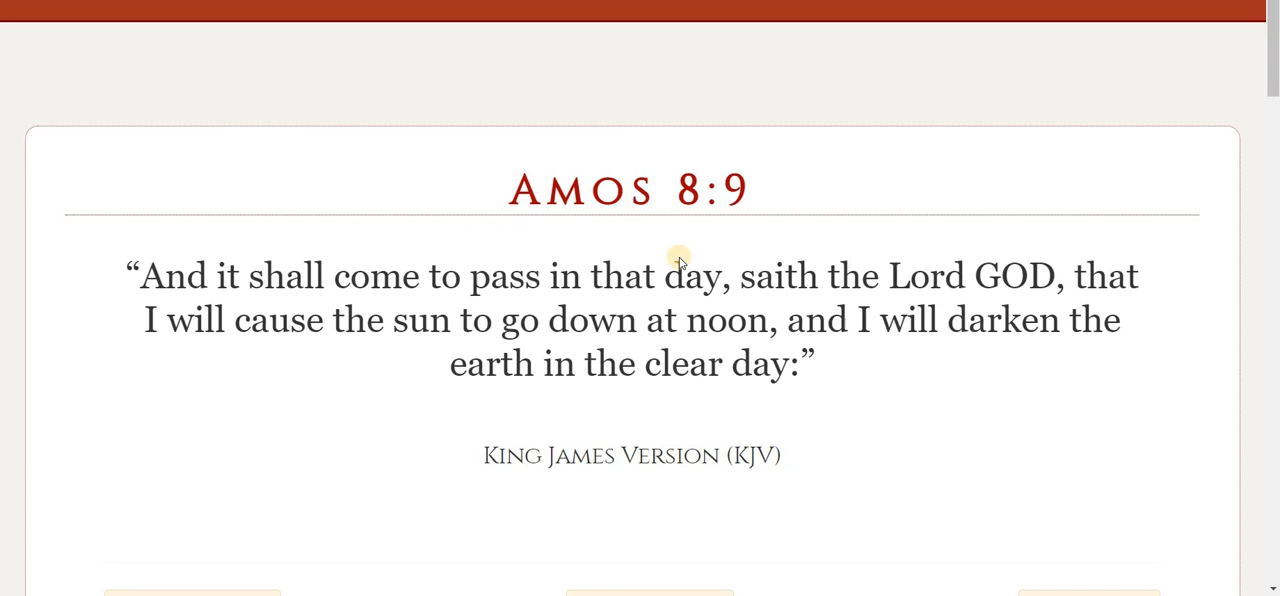 Amos 8:9
“And it shall come to pass in that day, saith the Lord GOD, that
I will cause the sun to go down at noon, and I will darken the
earth in the clear day:”
King James Version (KJV)